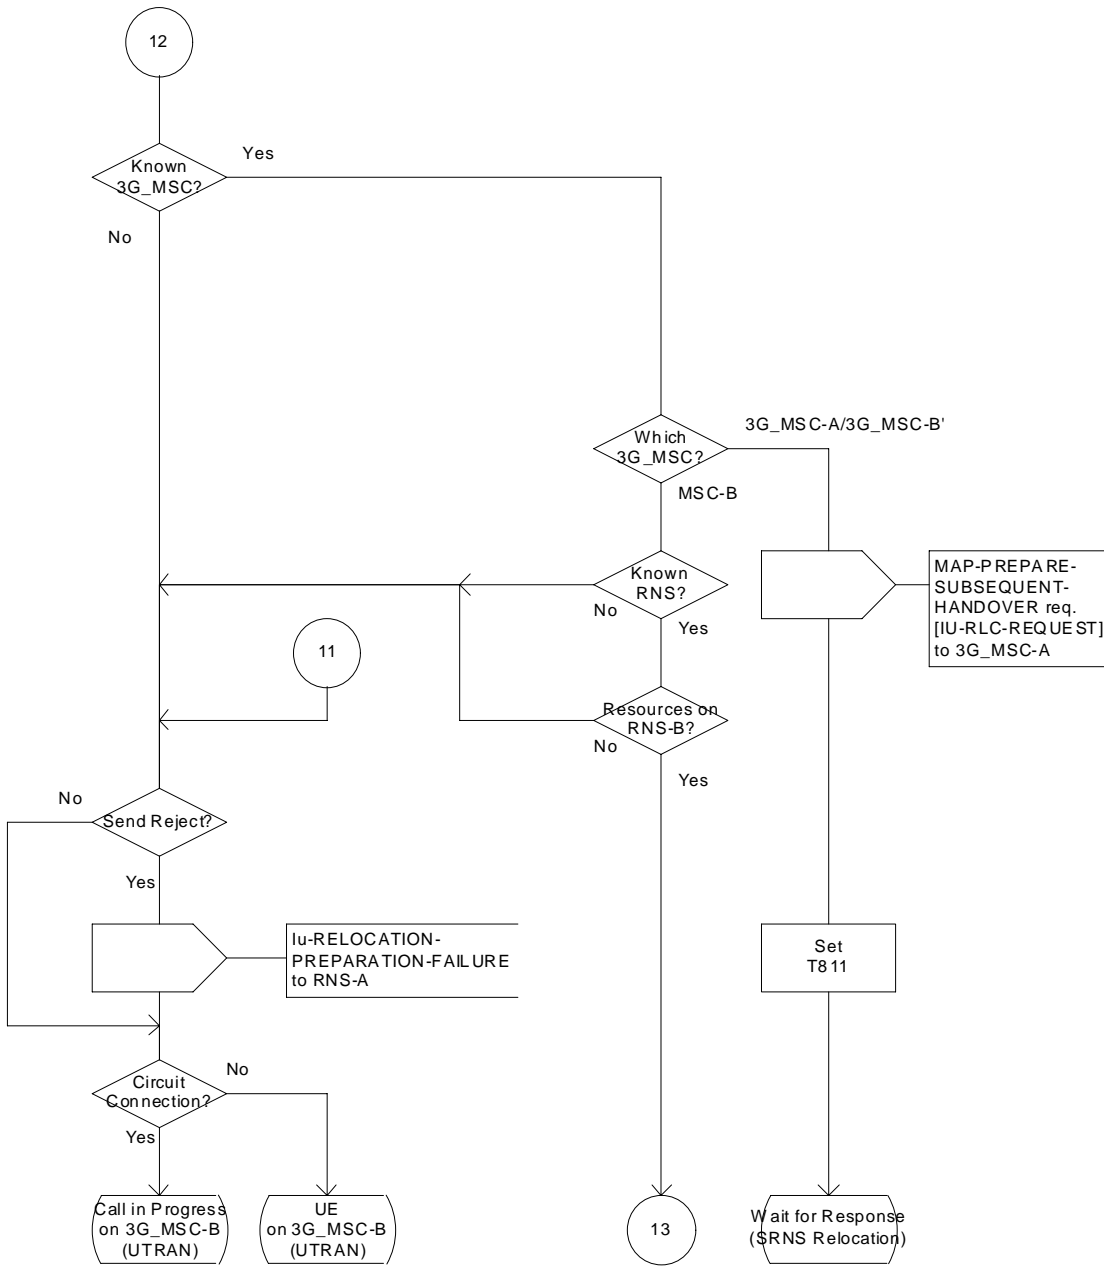 12
Known
3G_MSC?
Yes
No
Which
3G_MSC?
3G_MSC-A/3G_MSC-B'
MSC-B
Known
RNS?
No
Yes
MAP-PREPARE-
SUBSEQUENT-
HANDOVER req.
[IU-RLC-REQUEST]
to 3G_MSC-A
11
Resources on
RNS-B?
No
Yes
No
Send Reject?
Yes
Iu-RELOCATION-
PREPARATION-FAILURE
to RNS-A
Set
T811
Circuit
Connection?
No
Yes
Call in Progress
on 3G_MSC-B
(UTRAN)
UE
on 3G_MSC-B
(UTRAN)
13
Wait for Response
(SRNS Relocation)